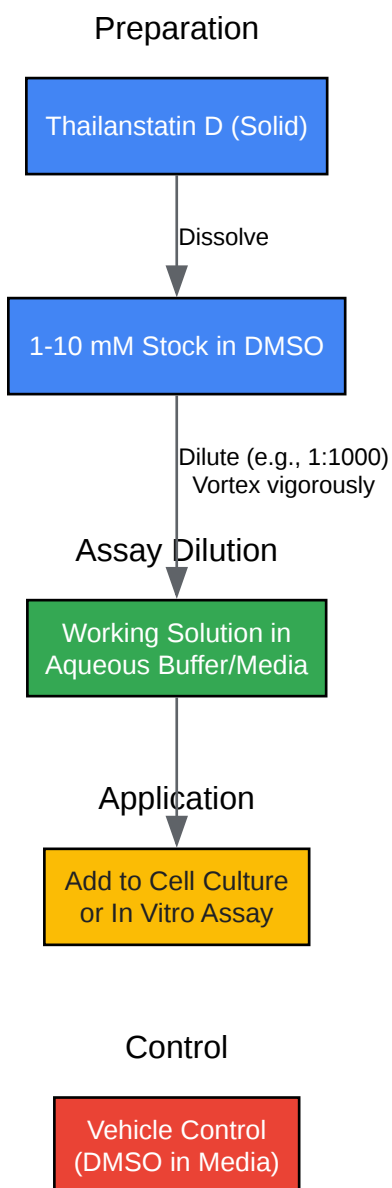 Preparation
Thailanstatin D (Solid)
Dissolve
1-10 mM Stock in DMSO
Dilute (e.g., 1:1000)
Vortex vigorously
Assay Dilution
Working Solution in
Aqueous Buffer/Media
Application
Add to Cell Culture
or In Vitro Assay
Control
Vehicle Control
(DMSO in Media)